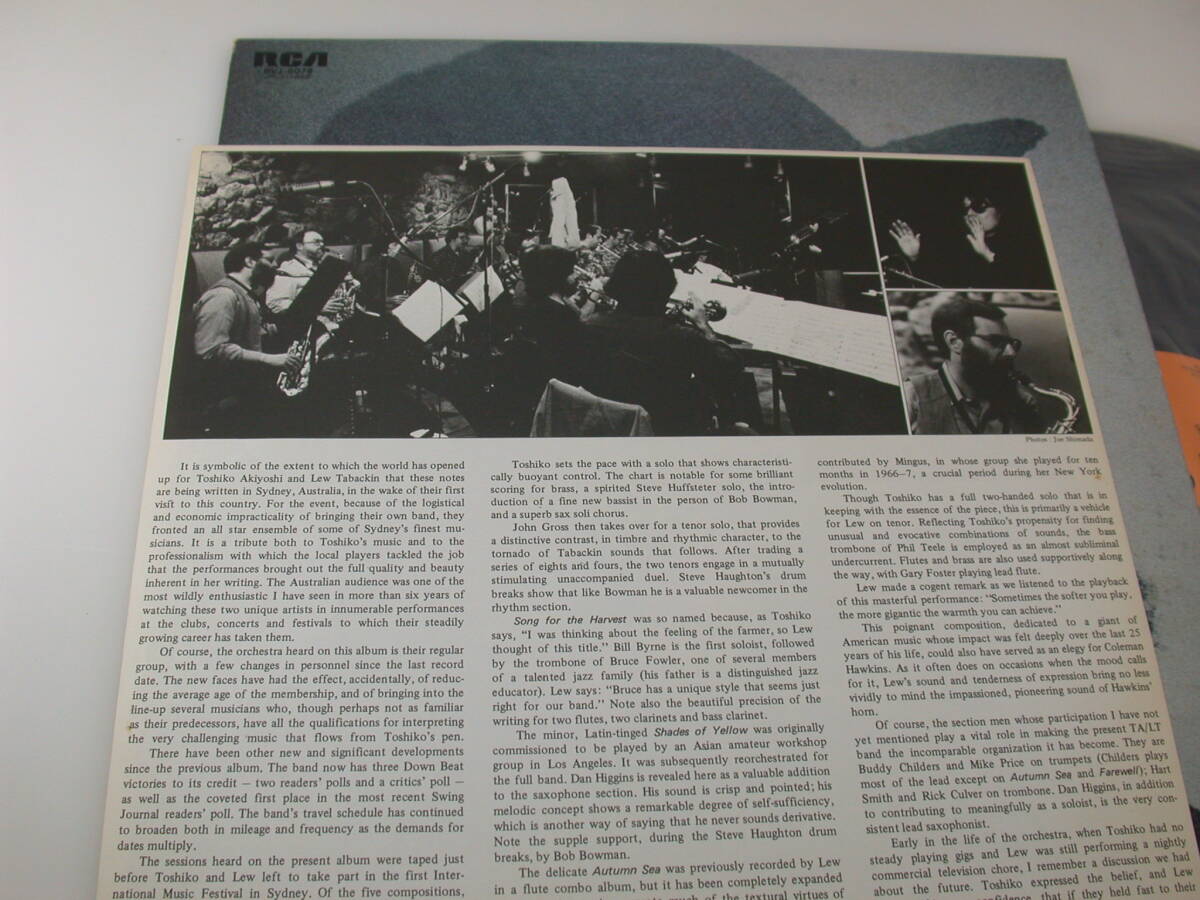 RCA
Photos : Joe Shimada
It is symbolic of the extent to which the world has opened
up for Toshiko Akiyoshi and Lew Tabackin that these notes
are being written in Sydney, Australia, in the wake of their first
visit to this country. For the event, because of the logistical
and economic impracticality of bringing their own band, they
fronted an all star ensemble of some of Sydney's finest mu-
sicians. It is a tribute both to Toshiko's music and to the
professionalism with which the local players tackled the job
that the performances brought out the full quality and beauty
inherent in her writing. The Australian audience was one of the
most wildly enthusiastic I have seen in more than six years of
watching these two unique artists in innumerable performances
at the clubs, concerts and festivals to which their steadily
growing career has taken them.
Of course, the orchestra heard on this album is their regular
group, with a few changes in personnel since the last record
date. The new faces have had the effect, accidentally, of reduc-
ing the average age of the membership, and of bringing into the
line-up several musicians who, though perhaps not as familiar
as their predecessors, have all the qualifications for interpreting
the very challenging music that flows from Toshiko's pen.
There have been other new and significant developments
since the previous album. The band now has three Down Beat
victories to its credit — two readers' polls and a critics' poll —
as well as the coveted first place in the most recent Swing
Journal readers' poll. The band's travel schedule has continued
to broaden both in mileage and frequency as the demands for
dates multiply.
The sessions heard on the present album were taped just
before Toshiko and Lew left to take part in the first Inter-
national Music Festival in Sydney. Of the five compositions,
Toshiko sets the pace with a solo that shows characteristi-
cally buoyant control. The chart is notable for some brilliant
scoring for brass, a spirited Steve Huffsteter solo, the intro-
duction of a fine new bassist in the person of Bob Bowman,
and a superb sax soli chorus.
John Gross then takes over for a tenor solo, that provides
a distinctive contrast, in timbre and rhythmic character, to the
tornado of Tabackin sounds that follows. After trading a
series of eights and fours, the two tenors engage in a mutually
stimulating unaccompanied duel. Steve Haughton's drum
breaks show that like Bowman he is a valuable newcomer in the
rhythm section.
Song for the Harvest was so named because, as Toshiko
says, "I was thinking about the feeling of the farmer, so Lew
thought of this title." Bill Byrne is the first soloist, followed
by the trombone of Bruce Fowler, one of several members
of a talented jazz family (his father is a distinguished jazz
educator). Lew says: "Bruce has a unique style that seems just
right for our band." Note also the beautiful precision of the
writing for two flutes, two clarinets and bass clarinet.
The minor, Latin-tinged Shades of Yellow was originally
commissioned to be played by an Asian amateur workshop
group in Los Angeles. It was subsequently reorchestrated for
the full band. Dan Higgins is revealed here as a valuable addition
to the saxophone section. His sound is crisp and pointed; his
melodic concept shows a remarkable degree of self-sufficiency,
which is another way of saying that he never sounds derivative.
Note the supple support, during the Steve Haughton drum
breaks, by Bob Bowman.
The delicate Autumn Sea was previously recorded by Lew
in a flute combo album, but it has been completely expanded
much of the textural virtues of
contributed by Mingus, in whose group she played for ten
months in 1966–7, a crucial period during her New York
evolution.
Though Toshiko has a full two-handed solo that is in
keeping with the essence of the piece, this is primarily a vehicle
for Lew on tenor. Reflecting Toshiko's propensity for finding
unusual and evocative combinations of sounds, the bass
trombone of Phil Teele is employed as an almost subliminal
undercurrent. Flutes and brass are also used supportively along
the way, with Gary Foster playing lead flute.
Lew made a cogent remark as we listened to the playback
of this masterful performance: "Sometimes the softer you play,
the more gigantic the warmth you can achieve."
This poignant composition, dedicated to a giant of
American music whose impact was felt deeply over the last 25
years of his life, could also have served as an elegy for Coleman
Hawkins. As it often does on occasions when the mood calls
for it, Lew's sound and tenderness of expression bring no less
vividly to mind the impassioned, pioneering sound of Hawkins'
horn.
Of course, the section men whose participation I have not
yet mentioned play a vital role in making the present TA/LT
band the incomparable organization it has become. They are
Buddy Childers and Mike Price on trumpets (Childers plays
most of the lead except on Autumn Sea and Farewell); Hart
Smith and Rick Culver on trombone. Dan Higgins, in addition
to contributing to meaningfully as a soloist, is the very con-
sistent lead saxophonist.
Early in the life of the orchestra, when Toshiko had no
steady playing gigs and Lew was still performing a nightly
commercial television chore, I remember a discussion we had
about the future. Toshiko expressed the belief, and Lew
confidence, that if they held fast to their